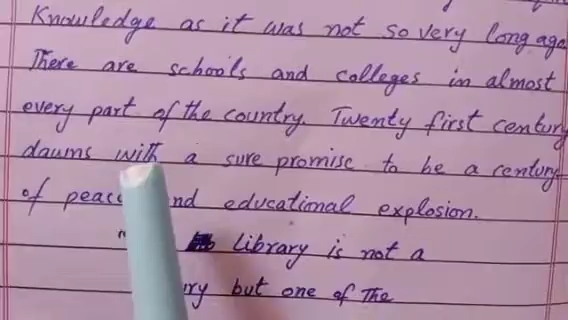 Knowledge as it was not so very long ago
There are schools and colleges in almost
every part of the country. Twenty first century
dawns with a sure promise to be a century
of peace and educational explosion.
library is not a
but one of the